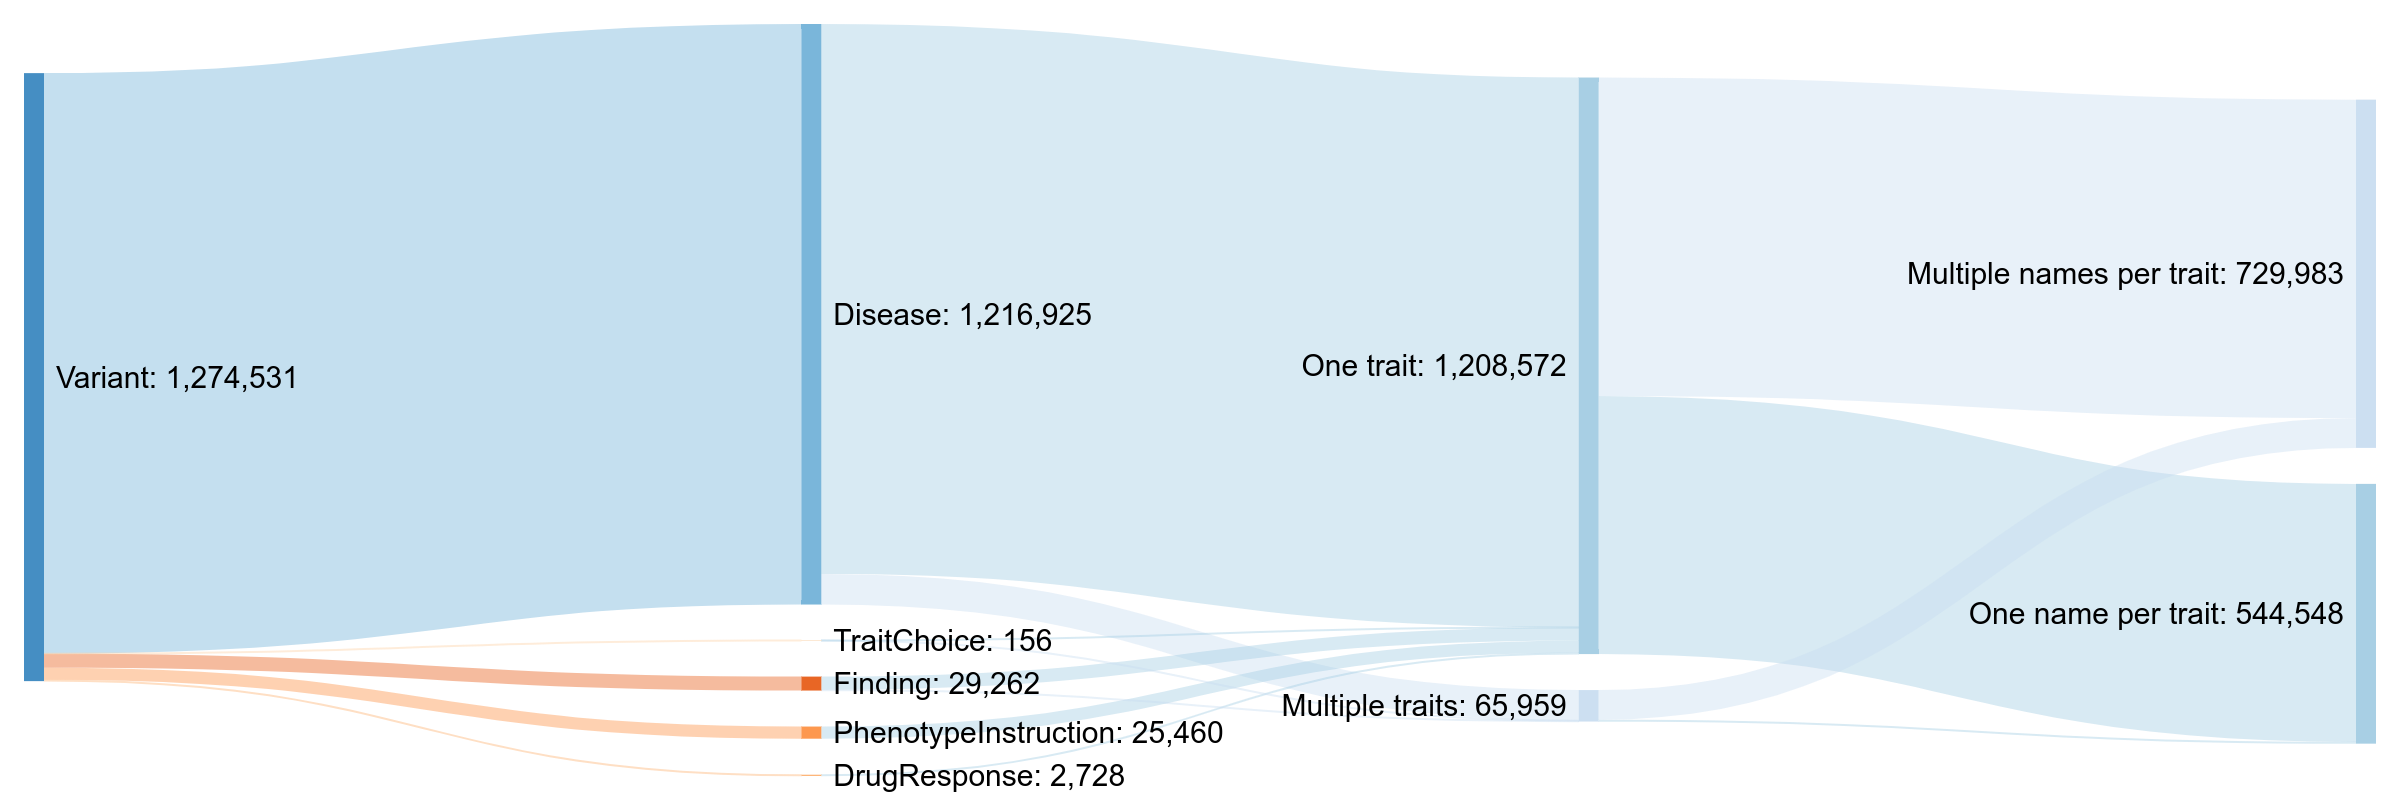 Variant: 1,274,531
Disease: 1,216,925
TraitChoice: 156
Finding: 29,262
PhenotypeInstruction: 25,460
DrugResponse: 2,728
One trait: 1,208,572
Multiple traits: 65,959
Multiple names per trait: 729,983
One name per trait: 544,548